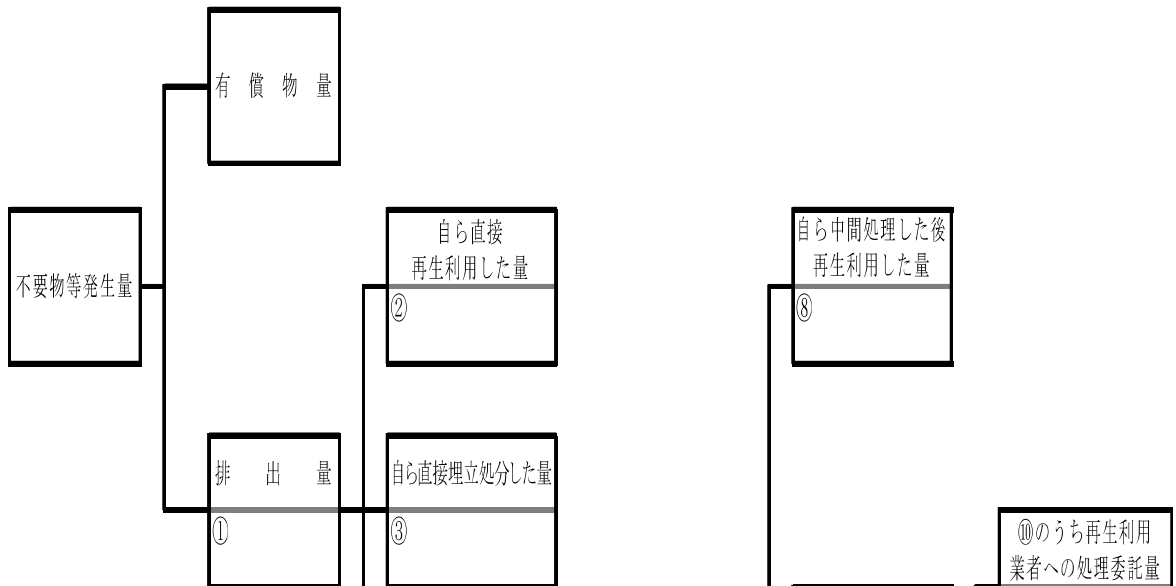 有償物量
不要物等発生量
自ら直接
再生利用した量
②
自ら中間処理した後
再生利用した量
⑧
排出量
①
自ら直接埋立処分した量
③
⑩のうち再生利用
業者への処理委託量